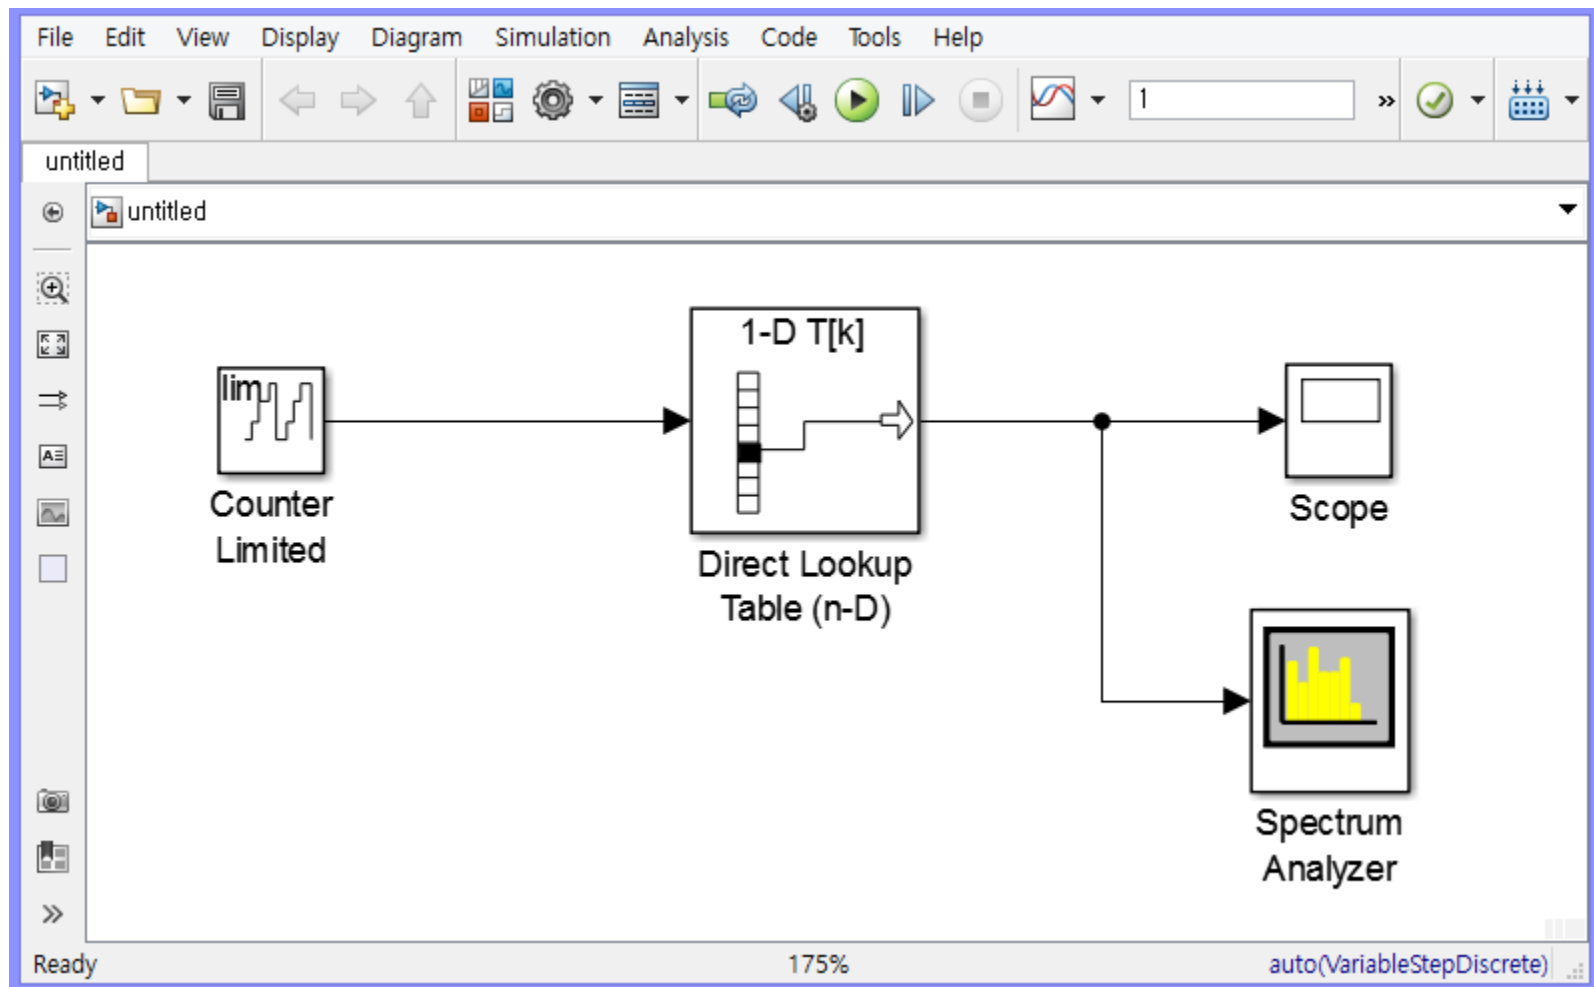 File Edit View Display Diagram Simulation Analysis Code Tools Help
1
untitled
untitled
1-D T[k]
lim
Counter
Limited
Direct Lookup
Table (n-D)
Scope
Spectrum
Analyzer
Ready 175% auto(VariableStepDiscrete)